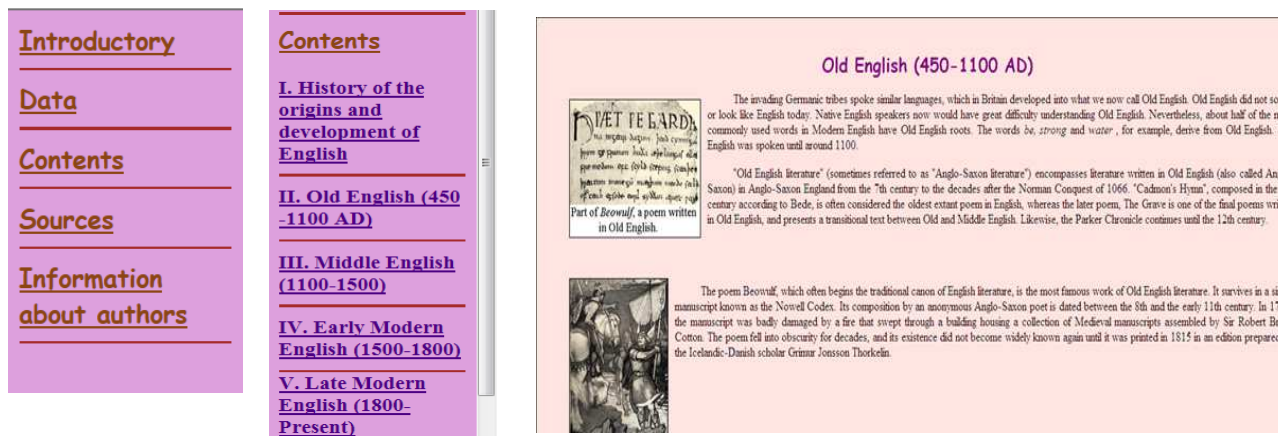 Introductory
Data
Contents
Sources
Information
about authors
Contents
I. History of the
origins and
development of
English
II. Old English (450
-1100 AD)
III. Middle English
(1100-1500)
IV. Early Modern
English (1500-1800)
V. Late Modern
English (1800-
Present)
Old English (450-1100 AD)
The invading Germanic tribes spoke similar languages, which in Britain developed into what we now call Old English. Old English did not so
or look like English today. Native English speakers now would have great difficulty understanding Old English. Nevertheless, about half of the m
commonly used words in Modern English have Old English roots. The words be, strong and water , for example, derive from Old English.
English was spoken until around 1100.
"Old English literature" (sometimes referred to as "Anglo-Saxon literature") encompasses literature written in Old English (also called An
Saxon) in Anglo-Saxon England from the 7th century to the decades after the Norman Conquest of 1066. "Cadmon's Hymn", composed in the
century according to Bede, is often considered the oldest extant poem in English, whereas the later poem, The Grave is one of the final poems wri
in Old English, and presents a transitional text between Old and Middle English. Likewise, the Parker Chronicle continues until the 12th century.
Part of Beowulf, a poem written
in Old English.
The poem Beowulf, which often begins the traditional canon of English literature, is the most famous work of Old English literature. It survives in a si
manuscript known as the Nowell Codex. Its composition by an anonymous Anglo-Saxon poet is dated between the 8th and the early 11th century. In 17
the manuscript was badly damaged by a fire that swept through a building housing a collection of Medieval manuscripts assembled by Sir Robert B
Cotton. The poem fell into obscurity for decades, and its existence did not become widely known again until it was printed in 1815 in an edition prepared
the Icelandic-Danish scholar Grimur Jonsson Thorkelin.